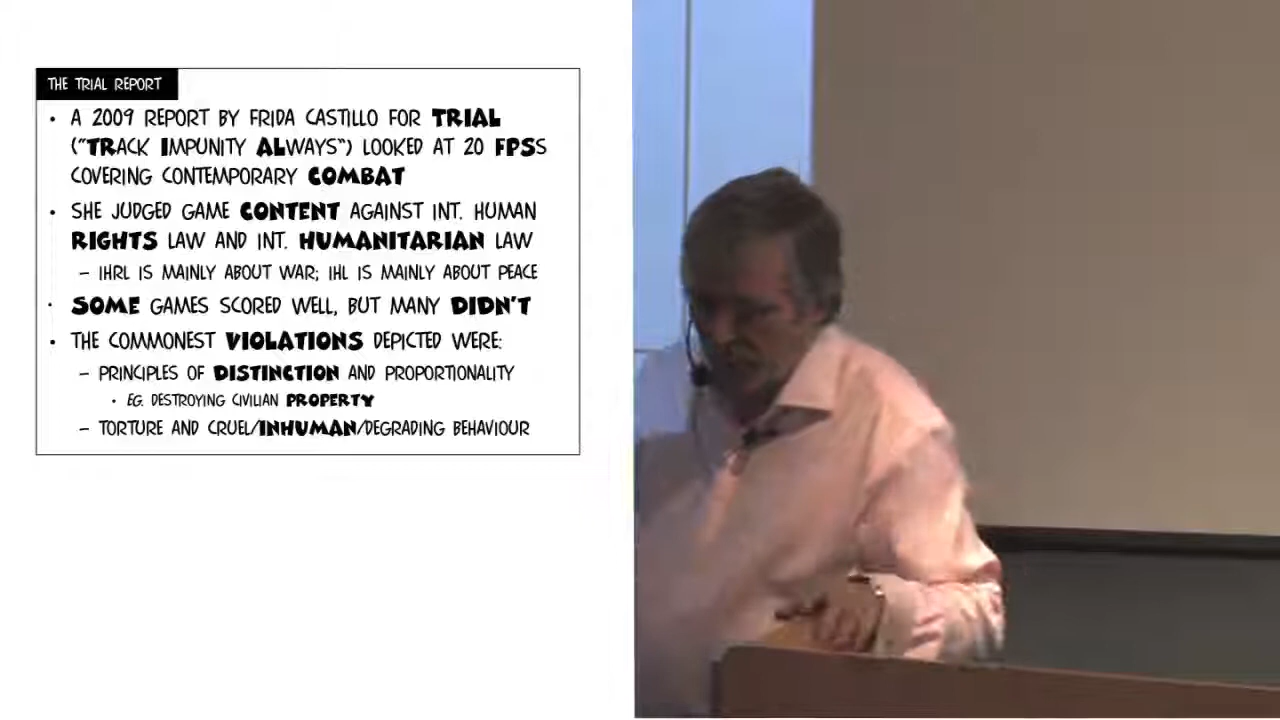 THE TRIAL REPORT
• A 2009 REPORT BY FRIDA CASTILLO FOR TRIAL
("TRACK IMPUNITY ALWAYS") LOOKED AT 20 FPSS
COVERING CONTEMPORARY COMBAT
• SHE JUDGED GAME CONTENT AGAINST INT. HUMAN
RIGHTS LAW AND INT. HUMANITARIAN LAW
– IHRL IS MAINLY ABOUT WAR; IHL IS MAINLY ABOUT PEACE
• SOME GAMES SCORED WELL, BUT MANY DIDN'T
• THE COMMONEST VIOLATIONS DEPICTED WERE:
– PRINCIPLES OF DISTINCTION AND PROPORTIONALITY
• EG. DESTROYING CIVILIAN PROPERTY
– TORTURE AND CRUEL/INHUMAN/DEGRADING BEHAVIOUR